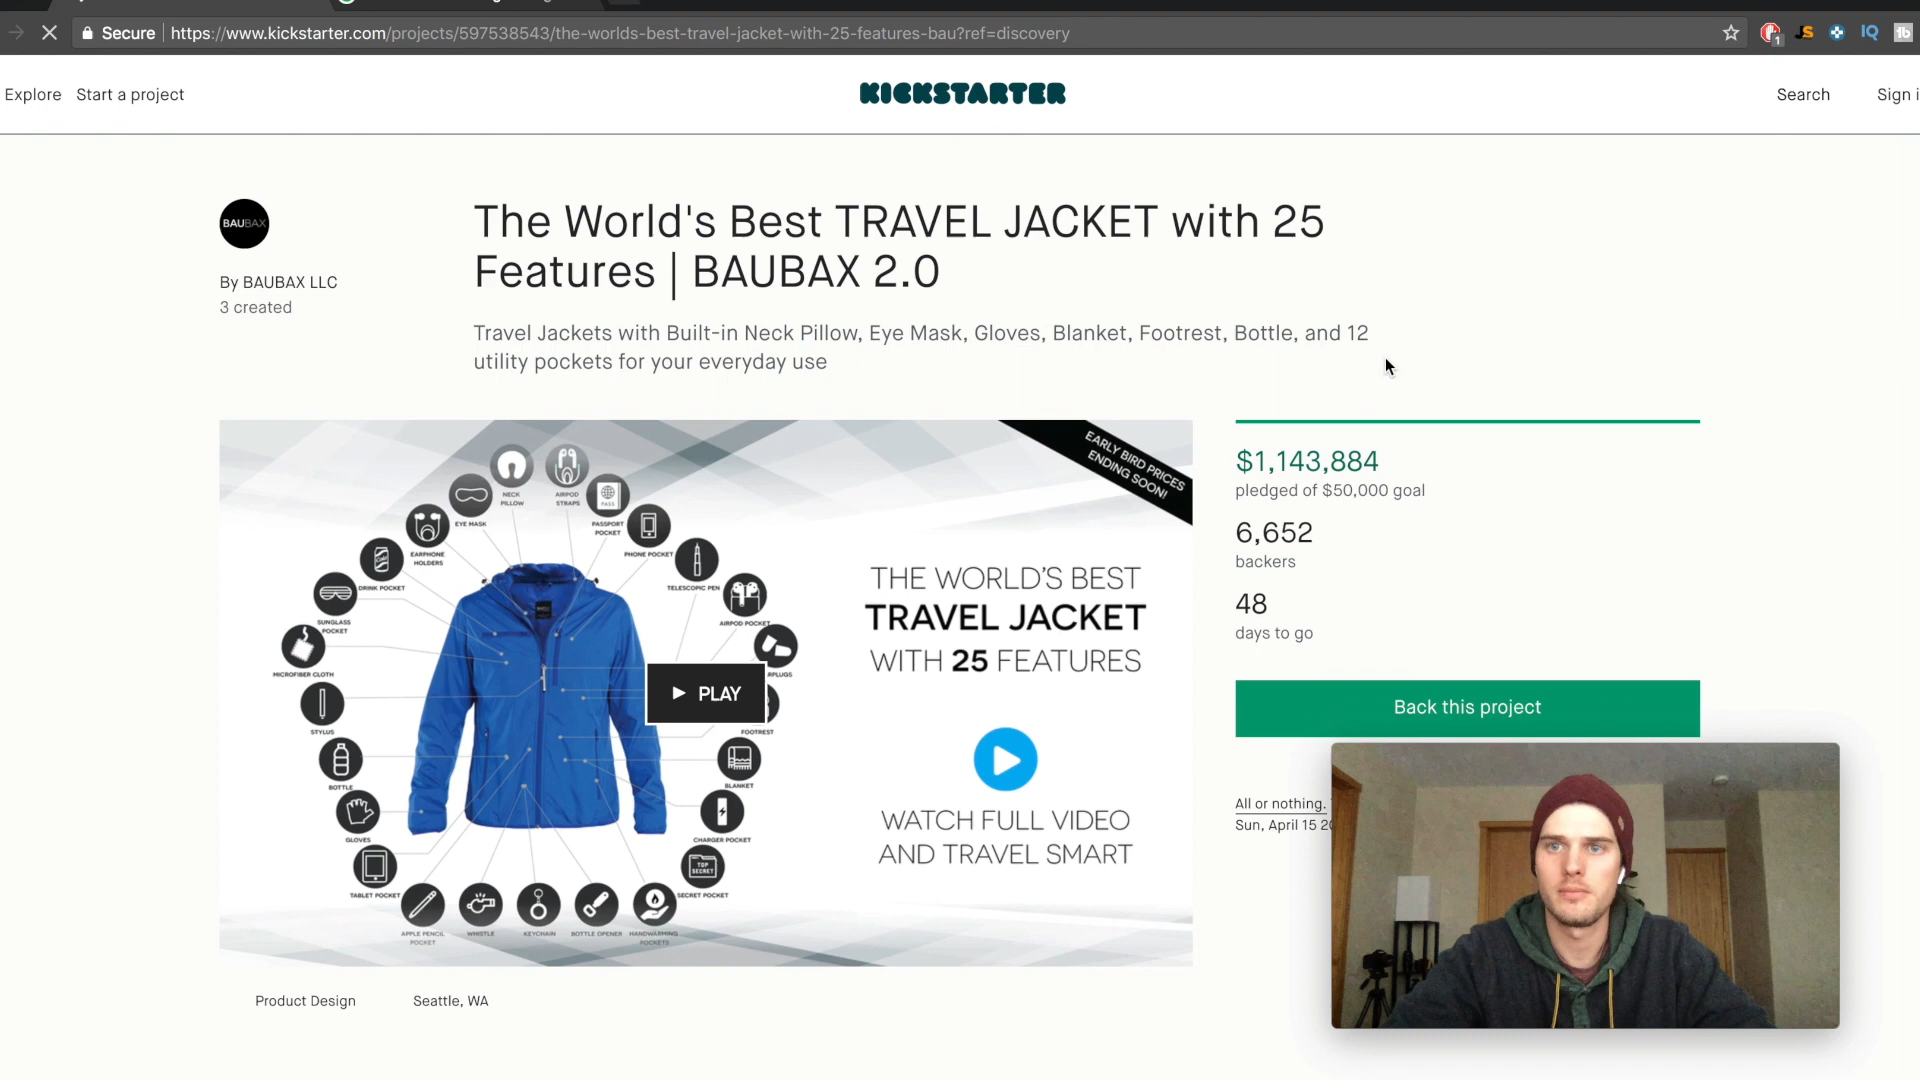 Secure https://www.kickstarter.com/projects/597538543/the-worlds-best-travel-jacket-with-25-features-bau?ref=discovery
1 JS IQ tb
Explore Start a project
KICKSTARTER
Search Sign i
BAUBAX
By BAUBAX LLC
3 created
The World's Best TRAVEL JACKET with 25
Features | BAUBAX 2.0
Travel Jackets with Built-in Neck Pillow, Eye Mask, Gloves, Blanket, Footrest, Bottle, and 12
utility pockets for your everyday use
EARLY BIRD PRICES
ENDING SOON!
NECK
PILLOW
AIRPOD
STRAPS
EYE MASK
PASS
PASSPORT
POCKET
EARPHONE
HOLDERS
PHONE POCKET
DRINK POCKET
TELESCOPIC PEN
SUNGLASS
POCKET
AIRPOD POCKET
MICROFIBER CLOTH
RPLUGS
STYLUS
FOOTREST
BOTTLE
BLANKET
GLOVES
CHARGER POCKET
TABLET POCKET
TOP
SECRET
SECRET POCKET
APPLE PENCIL
POCKET
WHISTLE
KEYCHAIN
BOTTLE OPENER
HANDWARMING
POCKETS
PLAY
THE WORLD'S BEST
TRAVEL JACKET
WITH 25 FEATURES
WATCH FULL VIDEO
AND TRAVEL SMART
$1,143,884
pledged of $50,000 goal
6,652
backers
48
days to go
Back this project
All or nothing.
Sun, April 15 20
Product Design Seattle, WA